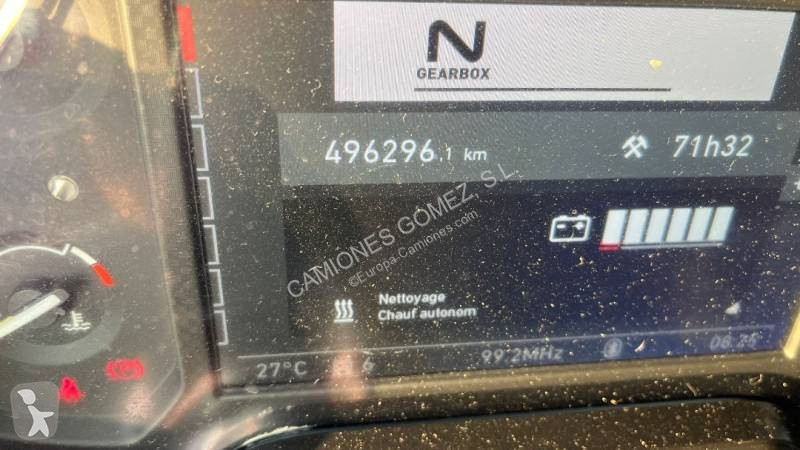 N
GEARBOX
496296.1 km
71h32
CAMIONES GÓMEZ, S.L.
©Europa-Camiones.com
Nettoyage
Chauf autonom
27°C
99.2MHz